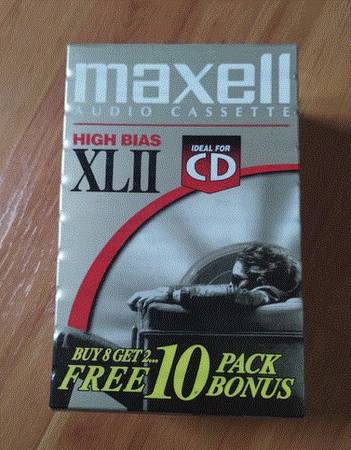 maxell
AUDIO CASSETTE
HIGH BIAS
XLII
IDEAL FOR
CD
BUY 8 GET 2...
FREE 10 PACK
BONUS